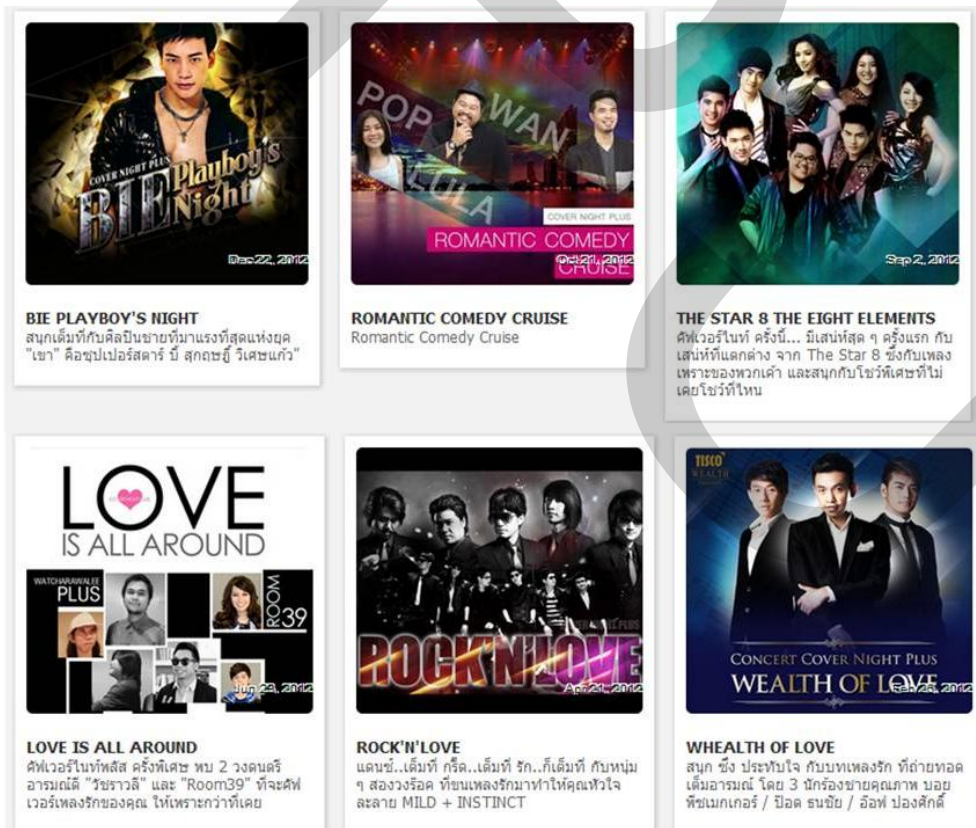 COVER NIGHT PLUS
BIE Playboy's
Night
Dec 22, 2012
BIE PLAYBOY'S NIGHT
สนุกเต็มที่กับศิลปินชายที่มาแรงที่สุดแห่งยุค
"เขา" คือซุปเปอร์สตาร์ บี้ สุกฤษฎิ์ วิเศษแก้ว"
POP WAN
LULA
COVER NIGHT PLUS
ROMANTIC COMEDY
CRUISE
Oct 21, 2012
ROMANTIC COMEDY CRUISE
Romantic Comedy Cruise
Sep 2, 2012
THE STAR 8 THE EIGHT ELEMENTS
คัฟเวอร์ไนท์ ครั้งนี้... มีเสน่ห์สุด ๆ ครั้งแรก กับ
เสน่ห์ที่แตกต่าง จาก The Star 8 ซึ้งกับเพลง
เพราะของพวกเค้า และสนุกกับโชว์พิเศษที่ไม่
เคยโชว์ที่ไหน
LOVE
IS ALL AROUND
WATCHARAWALEE
PLUS
ROOM
39
Jun 29, 2012
LOVE IS ALL AROUND
คัฟเวอร์ไนท์พลัส ครั้งพิเศษ พบ 2 วงดนตรี
อารมณ์ดี "วัชราวลี" และ "Room39" ที่จะคัฟ
เวอร์เพลงรักของคุณ ให้เพราะกว่าที่เคย
ROCK'N'LOVE
Apr 21, 2012
ROCK'N'LOVE
แดนซ์..เต็มที่ กรี๊ด..เต็มที่ รัก..ก็เต็มที่ กับหนุ่ม
ๆ สองวงร็อค ที่ขนเพลงรักมาทำให้คุณหัวใจ
ละลาย MILD + INSTINCT
TISCO
WEALTH
CONCERT COVER NIGHT PLUS
WEALTH OF LOVE
2012
WHEALTH OF LOVE
สนุก ซึ้ง ประทับใจ กับบทเพลงรัก ที่ถ่ายทอด
เต็มอารมณ์ โดย 3 นักร้องชายคุณภาพ บอย
พีชเมกเกอร์ / ป๊อด ธนชัย / อ๊อฟ ปองศักดิ์